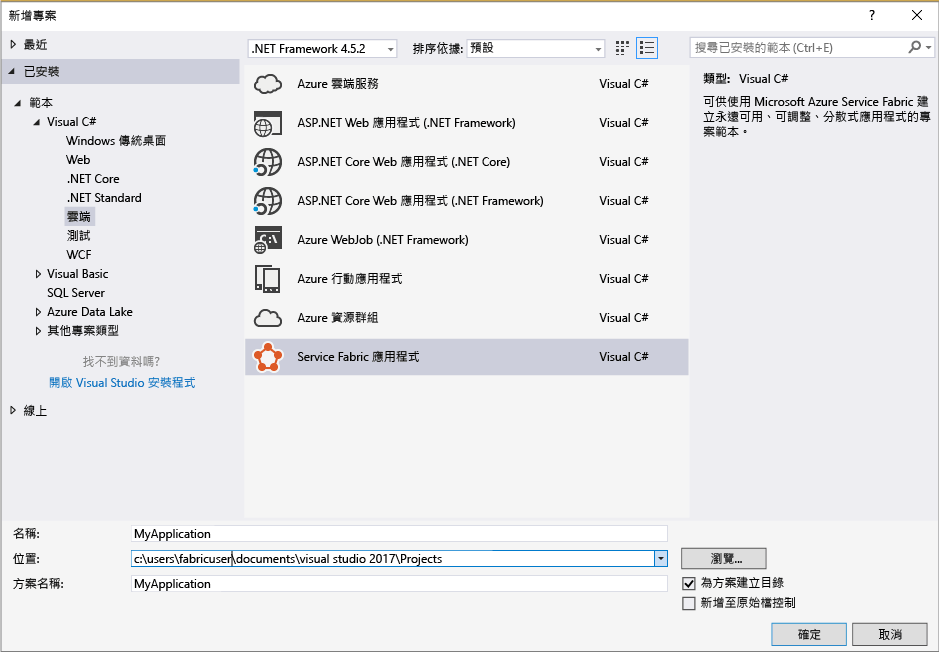 新增專案
?
最近
已安裝
範本
Visual C#
Windows 傳統桌面
Web
.NET Core
.NET Standard
雲端
測試
WCF
Visual Basic
SQL Server
Azure Data Lake
其他專案類型
找不到資料嗎?
開啟 Visual Studio 安裝程式
線上
.NET Framework 4.5.2
排序依據: 預設
Azure 雲端服務 Visual C#
ASP.NET Web 應用程式 (.NET Framework) Visual C#
ASP.NET Core Web 應用程式 (.NET Core) Visual C#
ASP.NET Core Web 應用程式 (.NET Framework) Visual C#
Azure WebJob (.NET Framework) Visual C#
Azure 行動應用程式 Visual C#
Azure 資源群組 Visual C#
Service Fabric 應用程式 Visual C#
搜尋已安裝的範本 (Ctrl+E)
類型: Visual C#
可供使用 Microsoft Azure Service Fabric 建
立永遠可用、可調整、分散式應用程式的專
案範本。
名稱: MyApplication
位置: c:\users\fabricuser\documents\visual studio 2017\Projects
瀏覽...
方案名稱: MyApplication
為方案建立目錄
新增至原始檔控制
確定
取消